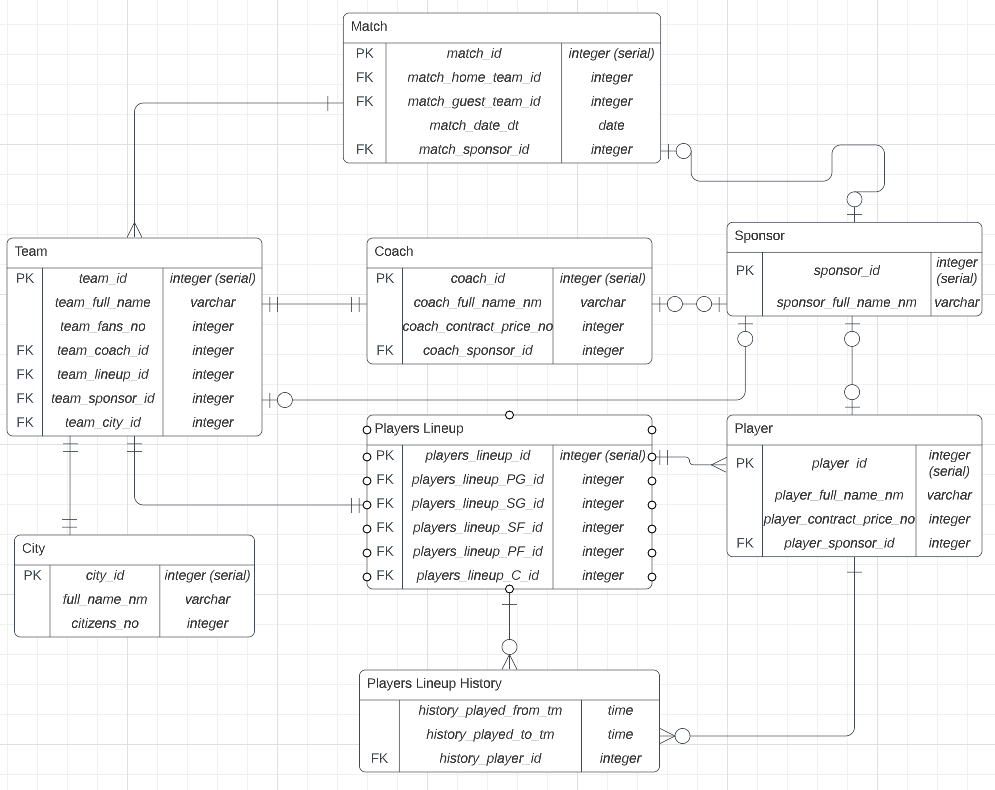 Match
PK match_id integer (serial)
FK match_home_team_id integer
FK match_guest_team_id integer
match_date_dt date
FK match_sponsor_id integer
Team
PK team_id integer (serial)
team_full_name varchar
team_fans_no integer
FK team_coach_id integer
FK team_lineup_id integer
FK team_sponsor_id integer
FK team_city_id integer
Coach
PK coach_id integer (serial)
coach_full_name_nm varchar
coach_contract_price_no integer
FK coach_sponsor_id integer
Sponsor
PK sponsor_id integer
(serial)
sponsor_full_name_nm varchar
Players Lineup
PK players_lineup_id integer (serial)
FK players_lineup_PG_id integer
FK players_lineup_SG_id integer
FK players_lineup_SF_id integer
FK players_lineup_PF_id integer
FK players_lineup_C_id integer
Player
PK player_id integer
(serial)
player_full_name_nm varchar
player_contract_price_no integer
FK player_sponsor_id integer
City
PK city_id integer (serial)
full_name_nm varchar
citizens_no integer
Players Lineup History
history_played_from_tm time
history_played_to_tm time
FK history_player_id integer